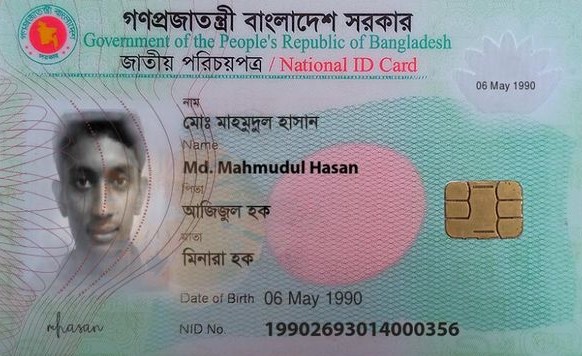 গণপ্রজাতন্ত্রী বাংলাদেশ সরকার
Government of the People's Republic of Bangladesh
জাতীয় পরিচয়পত্র / National ID Card
06 May 1990
নাম
মোঃ মাহমুদুল হাসান
Name
Md. Mahmudul Hasan
পিতা
আজিজুল হক
মাতা
মিনারা হক
Date of Birth 06 May 1990
NID No. 19902693014000356
mhasan